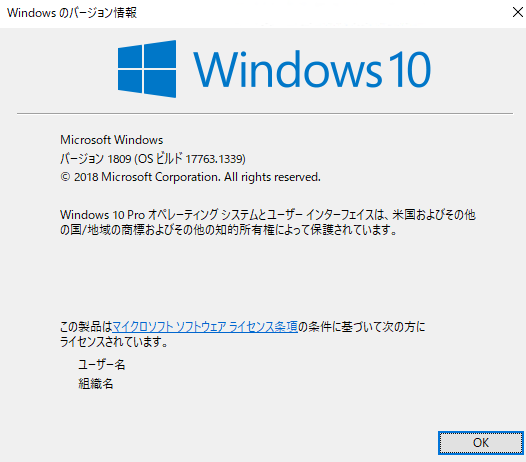 Windows のバージョン情報
Windows 10
Microsoft Windows
バージョン 1809 (OS ビルド 17763.1339)
© 2018 Microsoft Corporation. All rights reserved.
Windows 10 Pro オペレーティング システムとユーザー インターフェイスは、米国およびその他
の国/地域の商標およびその他の知的所有権によって保護されています。
この製品はマイクロソフト ソフトウェア ライセンス条項の条件に基づいて次の方に
ライセンスされています。
ユーザー名
組織名
OK